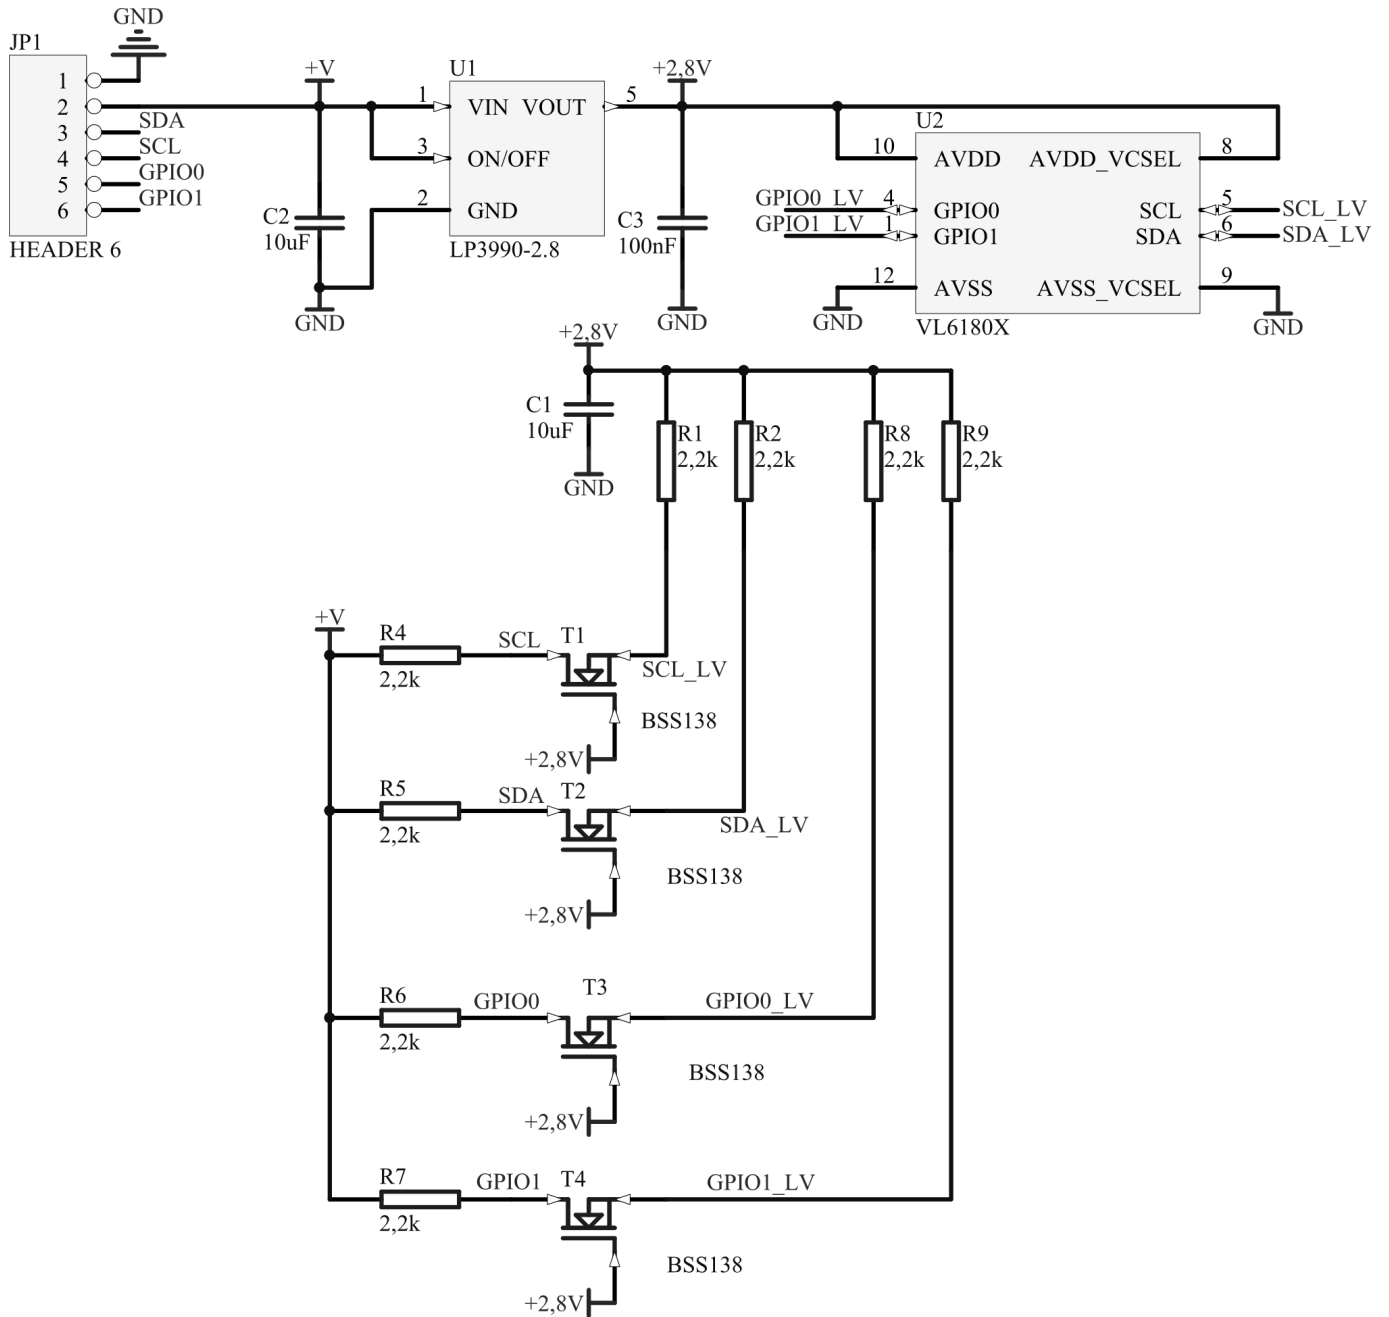 GND
JP1
1
2
3
4
5
6
SDA
SCL
GPIO0
GPIO1
HEADER 6
+V
C2
10uF
GND
U1
1 VIN VOUT 5
3 ON/OFF
2 GND
LP3990-2.8
+2,8V
C3
100nF
GND
U2
10 AVDD AVDD_VCSEL 8
GPIO0_LV 4 GPIO0 SCL 5 SCL_LV
GPIO1_LV 1 GPIO1 SDA 6 SDA_LV
12 AVSS AVSS_VCSEL 9
GND
GND
VL6180X
+2,8V
C1
10uF
GND
R1
2,2k
R2
2,2k
R8
2,2k
R9
2,2k
+V
R4
2,2k
SCL
T1
SCL_LV
BSS138
+2,8V
R5
2,2k
SDA
T2
SDA_LV
BSS138
+2,8V
R6
2,2k
GPIO0
T3
GPIO0_LV
BSS138
+2,8V
R7
2,2k
GPIO1
T4
GPIO1_LV
BSS138
+2,8V